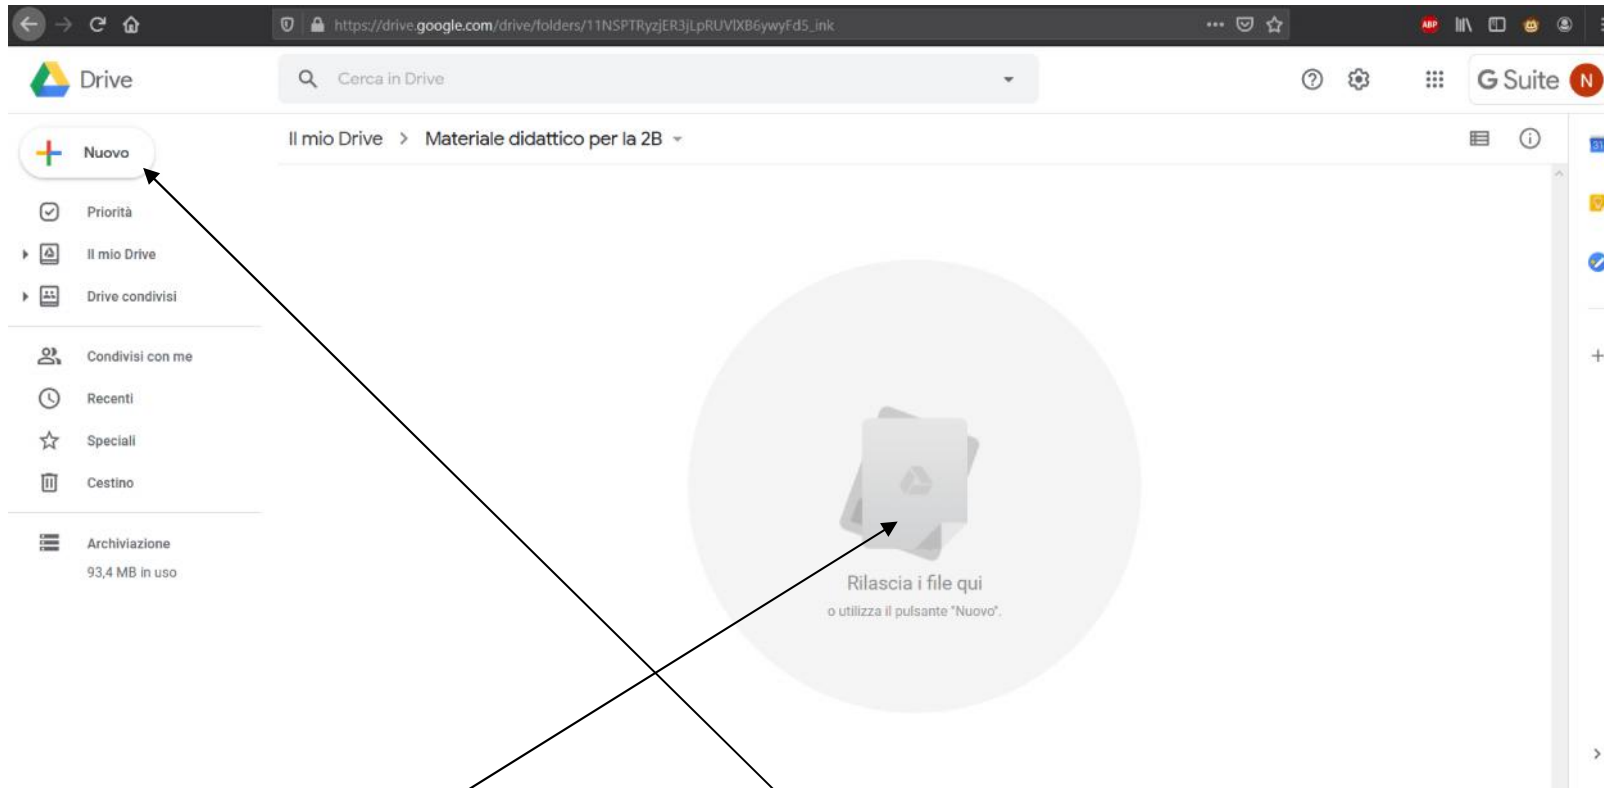 https://drive.google.com/drive/folders/11NSPTRyzjER3jLpRUVlXB6ywyFd5_ink
ABP
Drive
Cerca in Drive
G Suite N
Nuovo
Il mio Drive > Materiale didattico per la 2B
31
Priorità
Il mio Drive
Drive condivisi
Condivisi con me
Recenti
Speciali
Cestino
Archiviazione
93,4 MB in uso
Rilascia i file qui
o utilizza il pulsante "Nuovo".